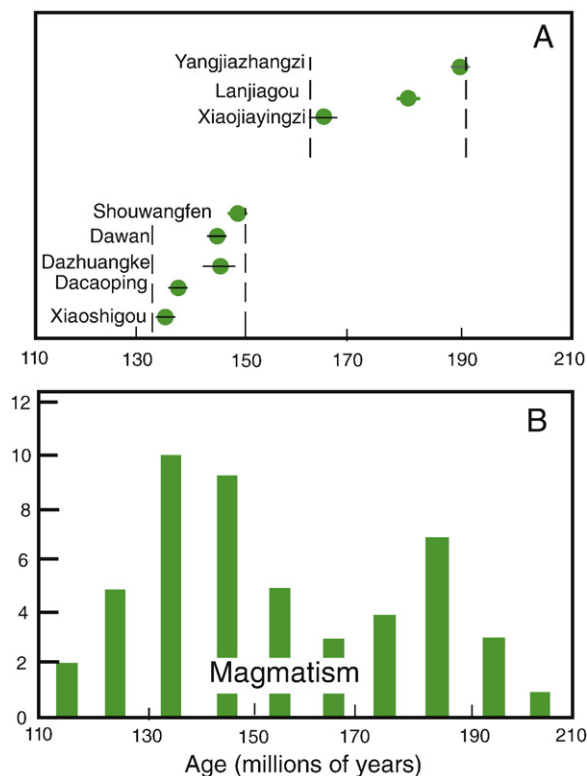 A
Yangjiazhangzi
Lanjiagou
Xiaojiayingzi
Shouwangfen
Dawan
Dazhuangke
Dacaoping
Xiaoshigou
110 130 150 170 190 210
B
12
10
8
6
4
2
0
Magmatism
110 130 150 170 190 210
Age (millions of years)